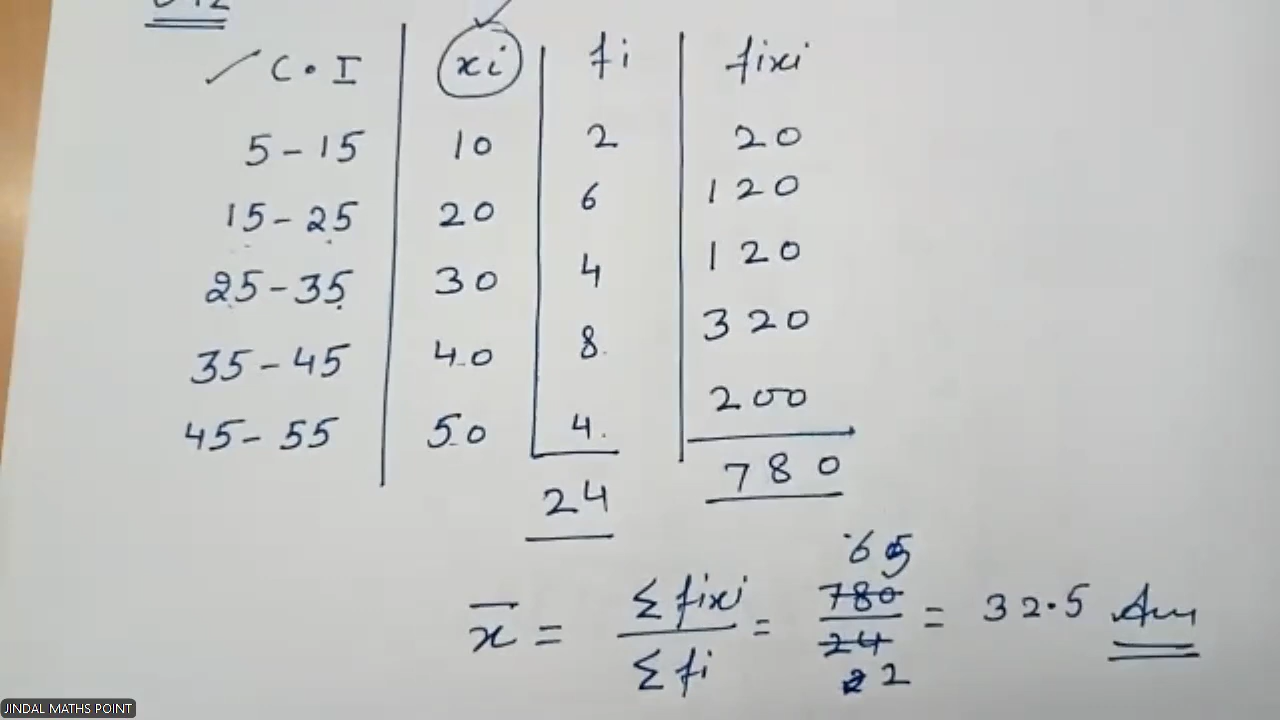 C.I xi fi fixi
5-15 10 2 20
15-25 20 6 120
25-35 30 4 120
35-45 40 8 320
45-55 50 4 200
24 780
65
x̄ = Σfixi/Σfi = 780/24 = 32.5 Ans
2
JINDAL MATHS POINT